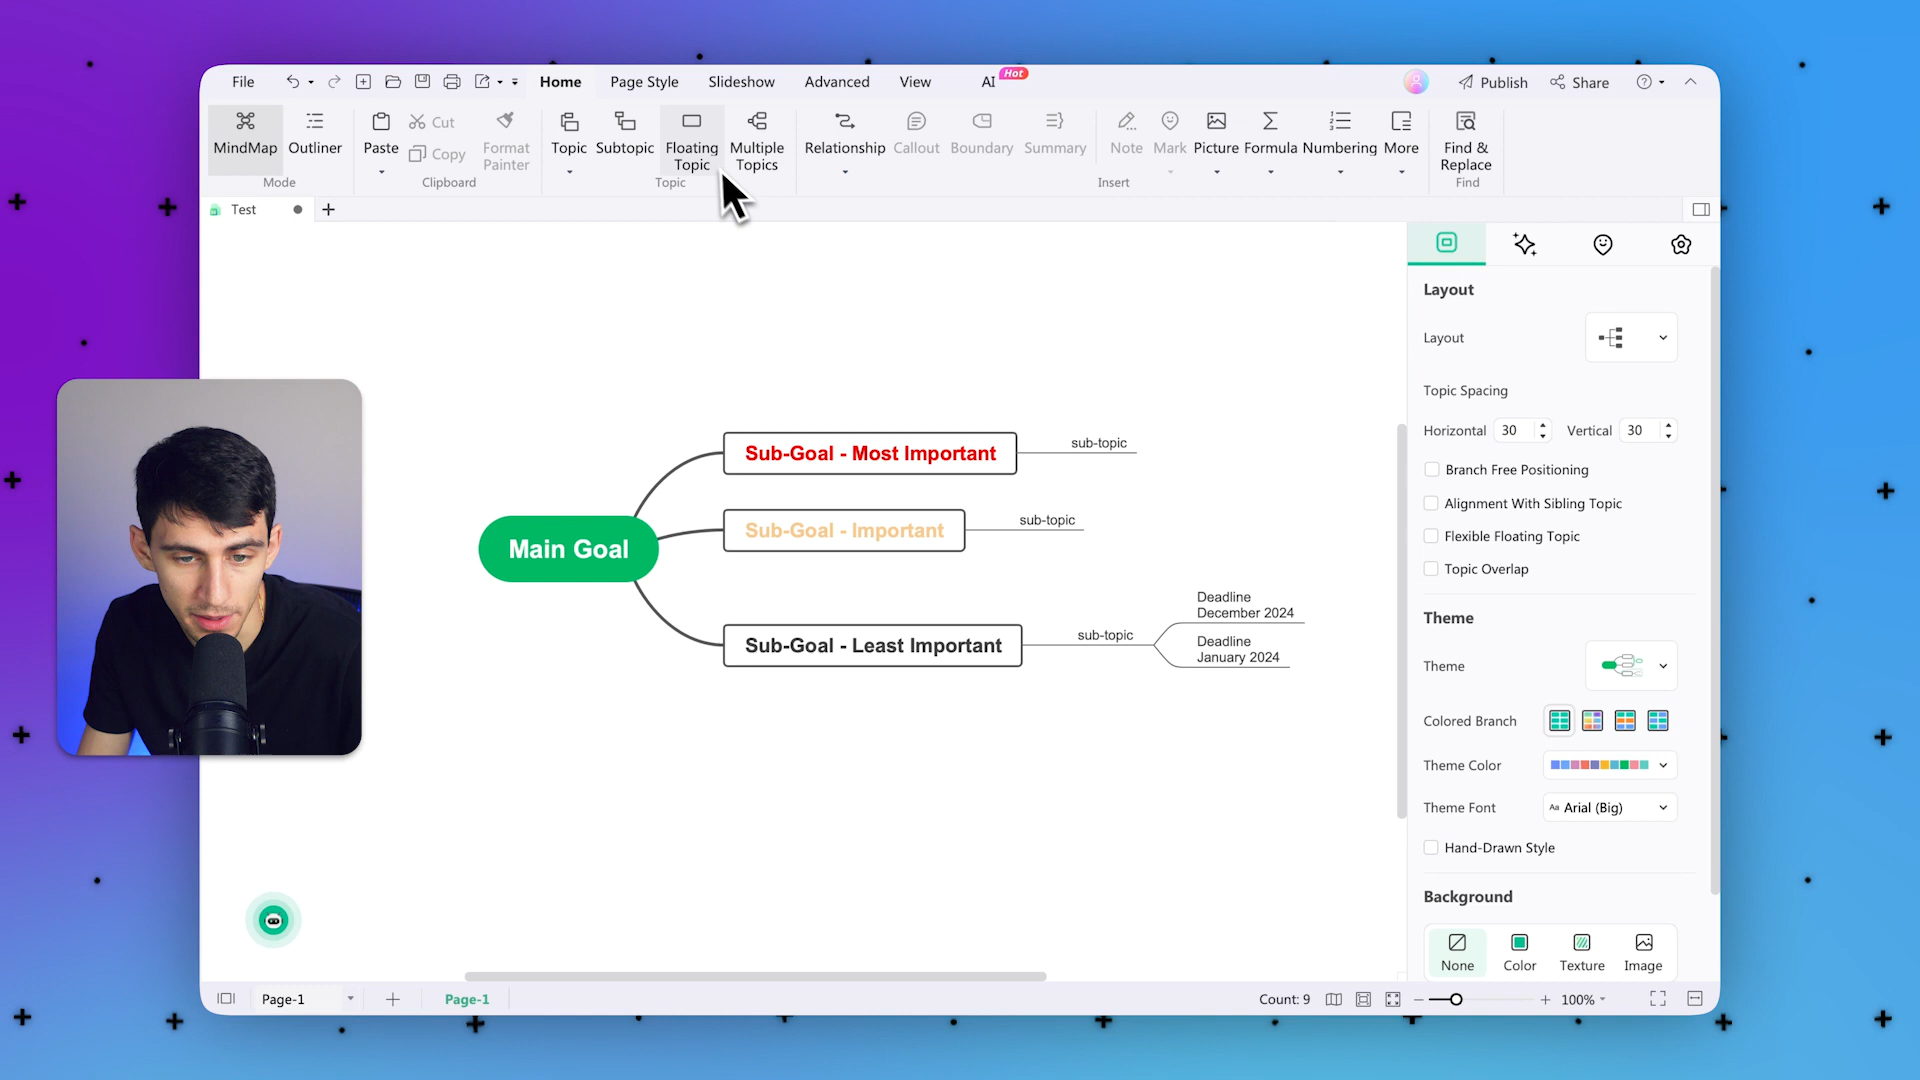 File
Home
Page Style
Slideshow
Advanced
View
AI
Hot
Publish
Share
MindMap
Outliner
Paste
Cut
Copy
Format
Painter
Topic
Subtopic
Floating
Topic
Multiple
Topics
Relationship
Callout
Boundary
Summary
Note
Mark
Picture
Formula
Numbering
More
Find &
Replace
Mode
Clipboard
Topic
Insert
Find
Test
Main Goal
Sub-Goal - Most Important
sub-topic
Sub-Goal - Important
sub-topic
Sub-Goal - Least Important
sub-topic
Deadline
December 2024
Deadline
January 2024
Layout
Layout
Topic Spacing
Horizontal 30 Vertical 30
Branch Free Positioning
Alignment With Sibling Topic
Flexible Floating Topic
Topic Overlap
Theme
Theme
Colored Branch
Theme Color
Theme Font Aa Arial (Big)
Hand-Drawn Style
Background
None Color Texture Image
Page-1
Page-1
Count: 9
100%